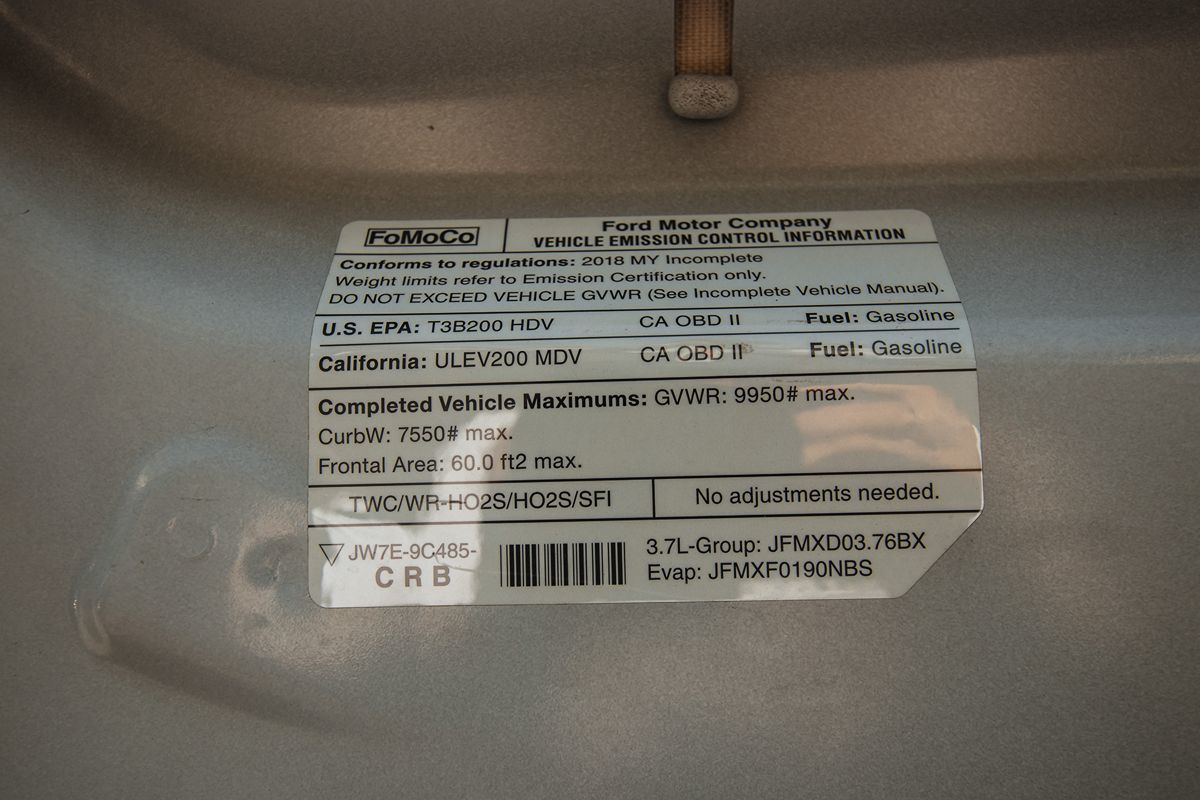 FoMoCo
Ford Motor Company
VEHICLE EMISSION CONTROL INFORMATION
Conforms to regulations: 2018 MY Incomplete
Weight limits refer to Emission Certification only.
DO NOT EXCEED VEHICLE GVWR (See Incomplete Vehicle Manual).
U.S. EPA: T3B200 HDV CA OBD II Fuel: Gasoline
California: ULEV200 MDV CA OBD II Fuel: Gasoline
Completed Vehicle Maximums: GVWR: 9950# max.
CurbW: 7550# max.
Frontal Area: 60.0 ft2 max.
TWC/WR-HO2S/HO2S/SFI No adjustments needed.
JW7E-9C485-
CRB
3.7L-Group: JFMXD03.76BX
Evap: JFMXF0190NBS